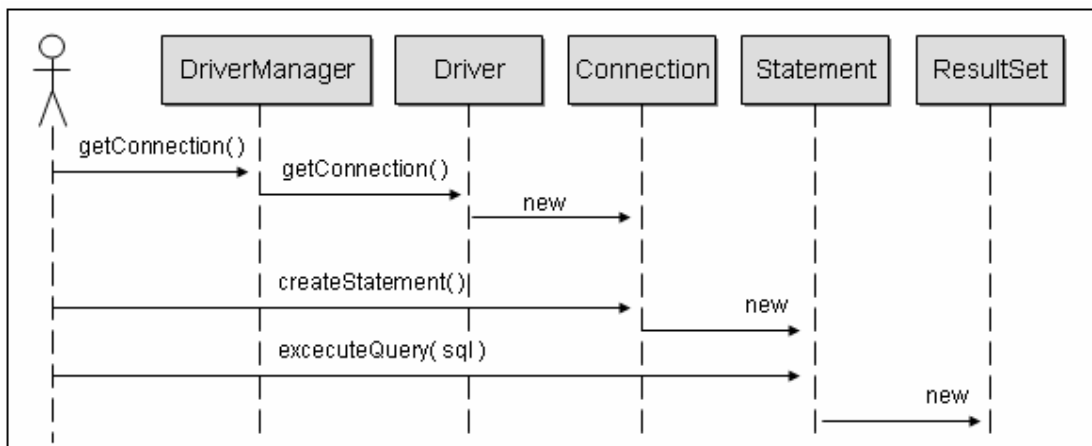 DriverManager
Driver
Connection
Statement
ResultSet
getConnection()
getConnection()
new
createStatement()
new
excecuteQuery( sql )
new